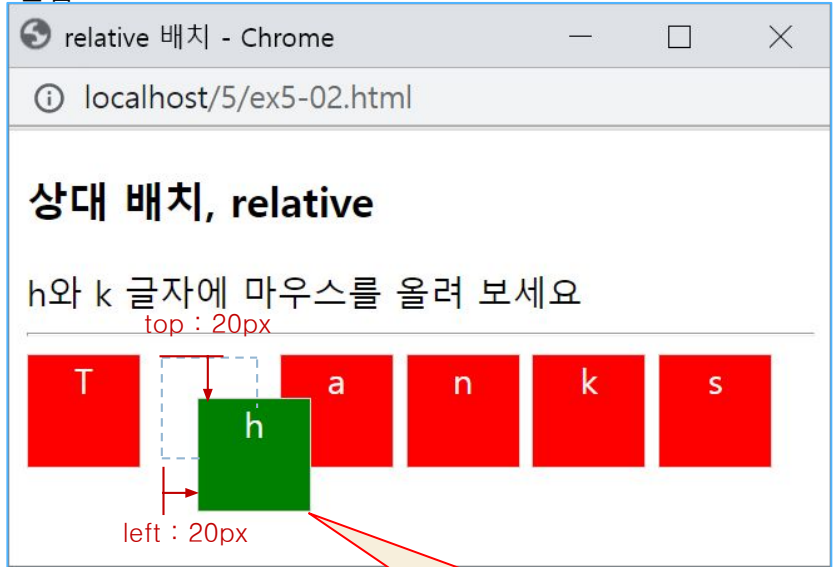 relative 배치 - Chrome
localhost/5/ex5-02.html
상대 배치, relative
h와 k 글자에 마우스를 올려 보세요
top : 20px
T h a n k s
left : 20px